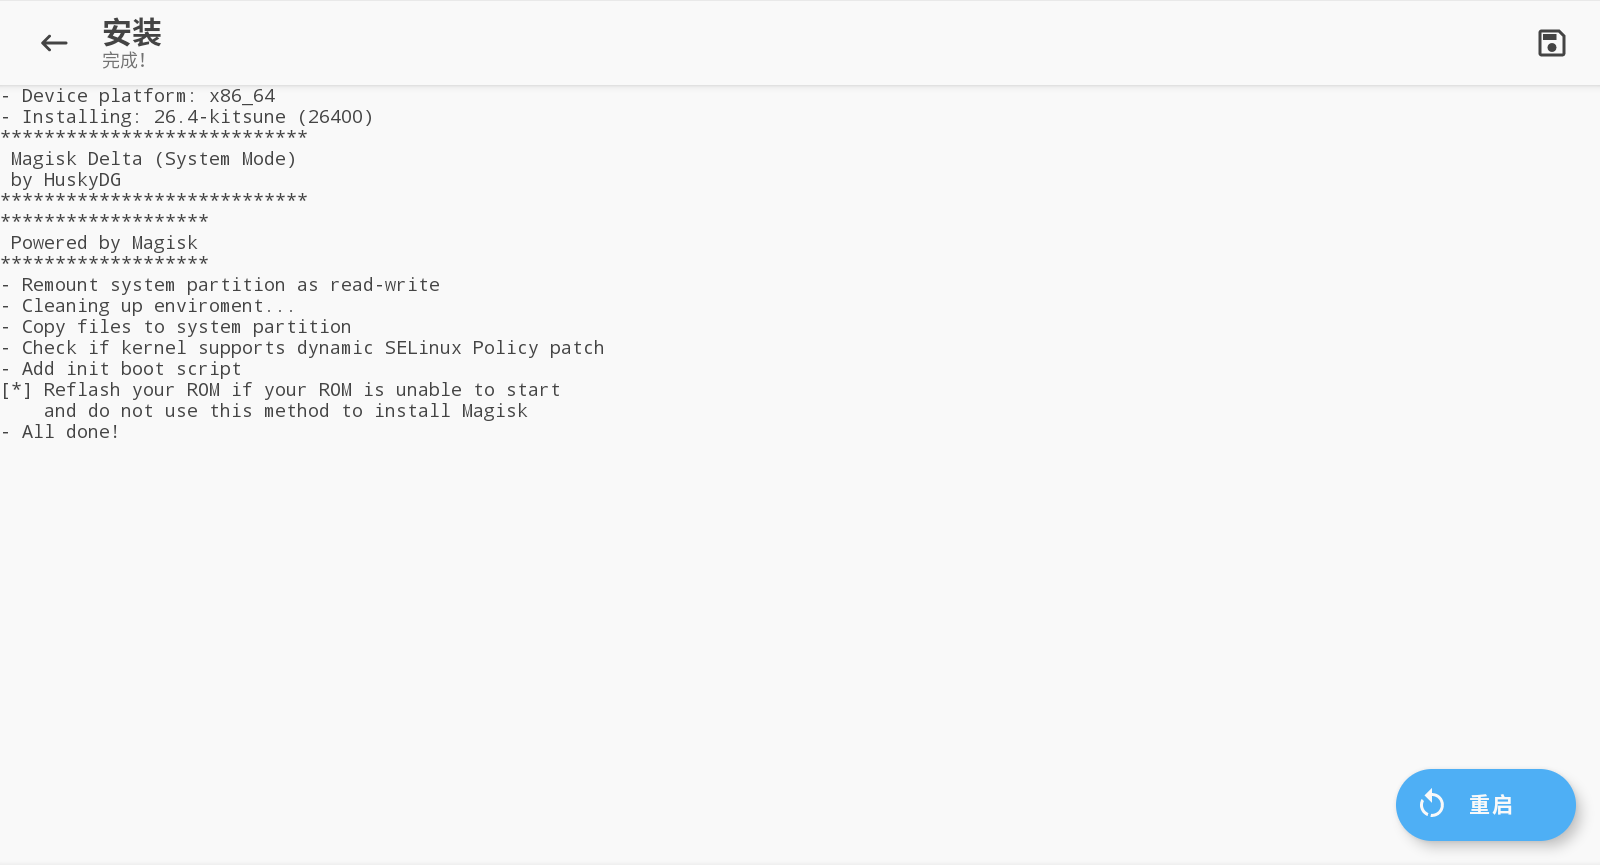 安装
完成！
- Device platform: x86_64
- Installing: 26.4-kitsune (26400)
****************************
 Magisk Delta (System Mode)
 by HuskyDG
****************************
*******************
 Powered by Magisk
*******************
- Remount system partition as read-write
- Cleaning up enviroment...
- Copy files to system partition
- Check if kernel supports dynamic SELinux Policy patch
- Add init boot script
[*] Reflash your ROM if your ROM is unable to start
    and do not use this method to install Magisk
- All done!
重启